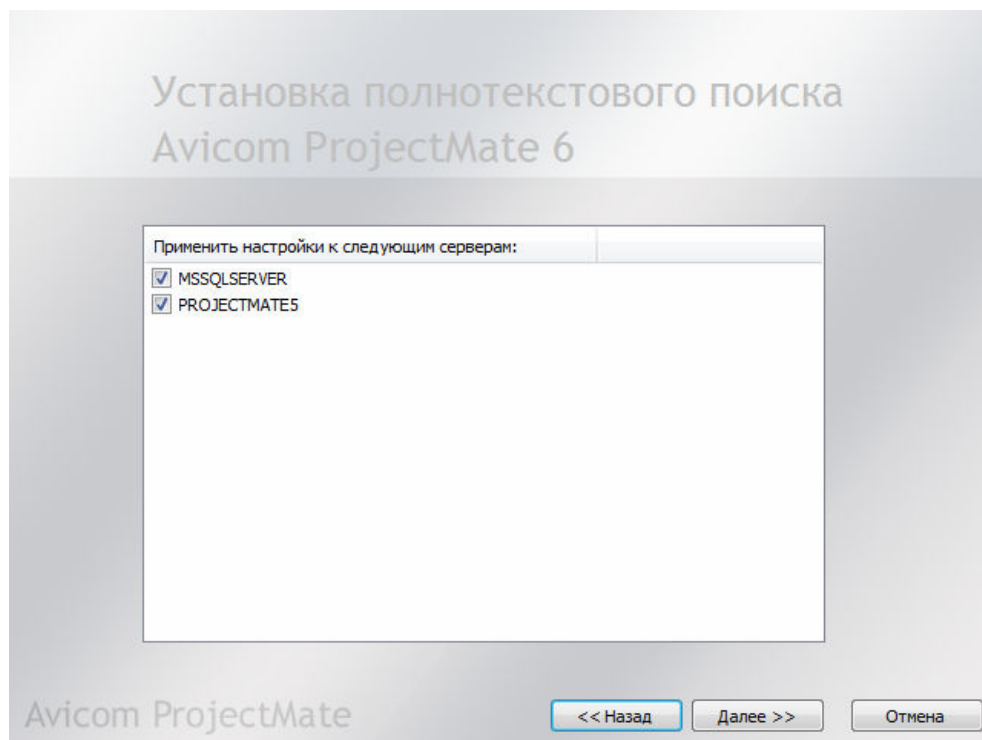 Установка полнотекстового поиска
Avicom ProjectMate 6
Применить настройки к следующим серверам:
MSSQLSERVER
PROJECTMATE5
Avicom ProjectMate
<< Назад
Далее >>
Отмена